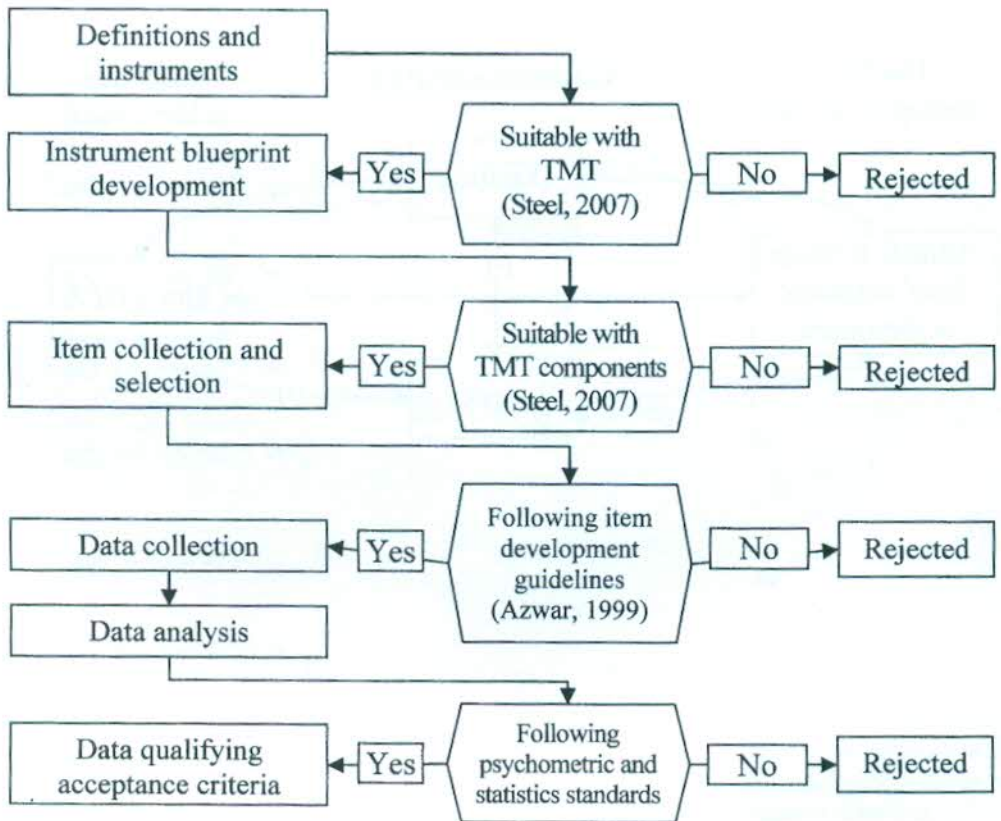 Definitions and
instruments
Suitable with
TMT
(Steel, 2007)
Instrument blueprint
development
Yes
No
Rejected
Suitable with
TMT components
(Steel, 2007)
Item collection and
selection
Yes
No
Rejected
Following item
development
guidelines
(Azwar, 1999)
Data collection
Yes
No
Rejected
Data analysis
Following
psychometric and
statistics standards
Data qualifying
acceptance criteria
Yes
No
Rejected